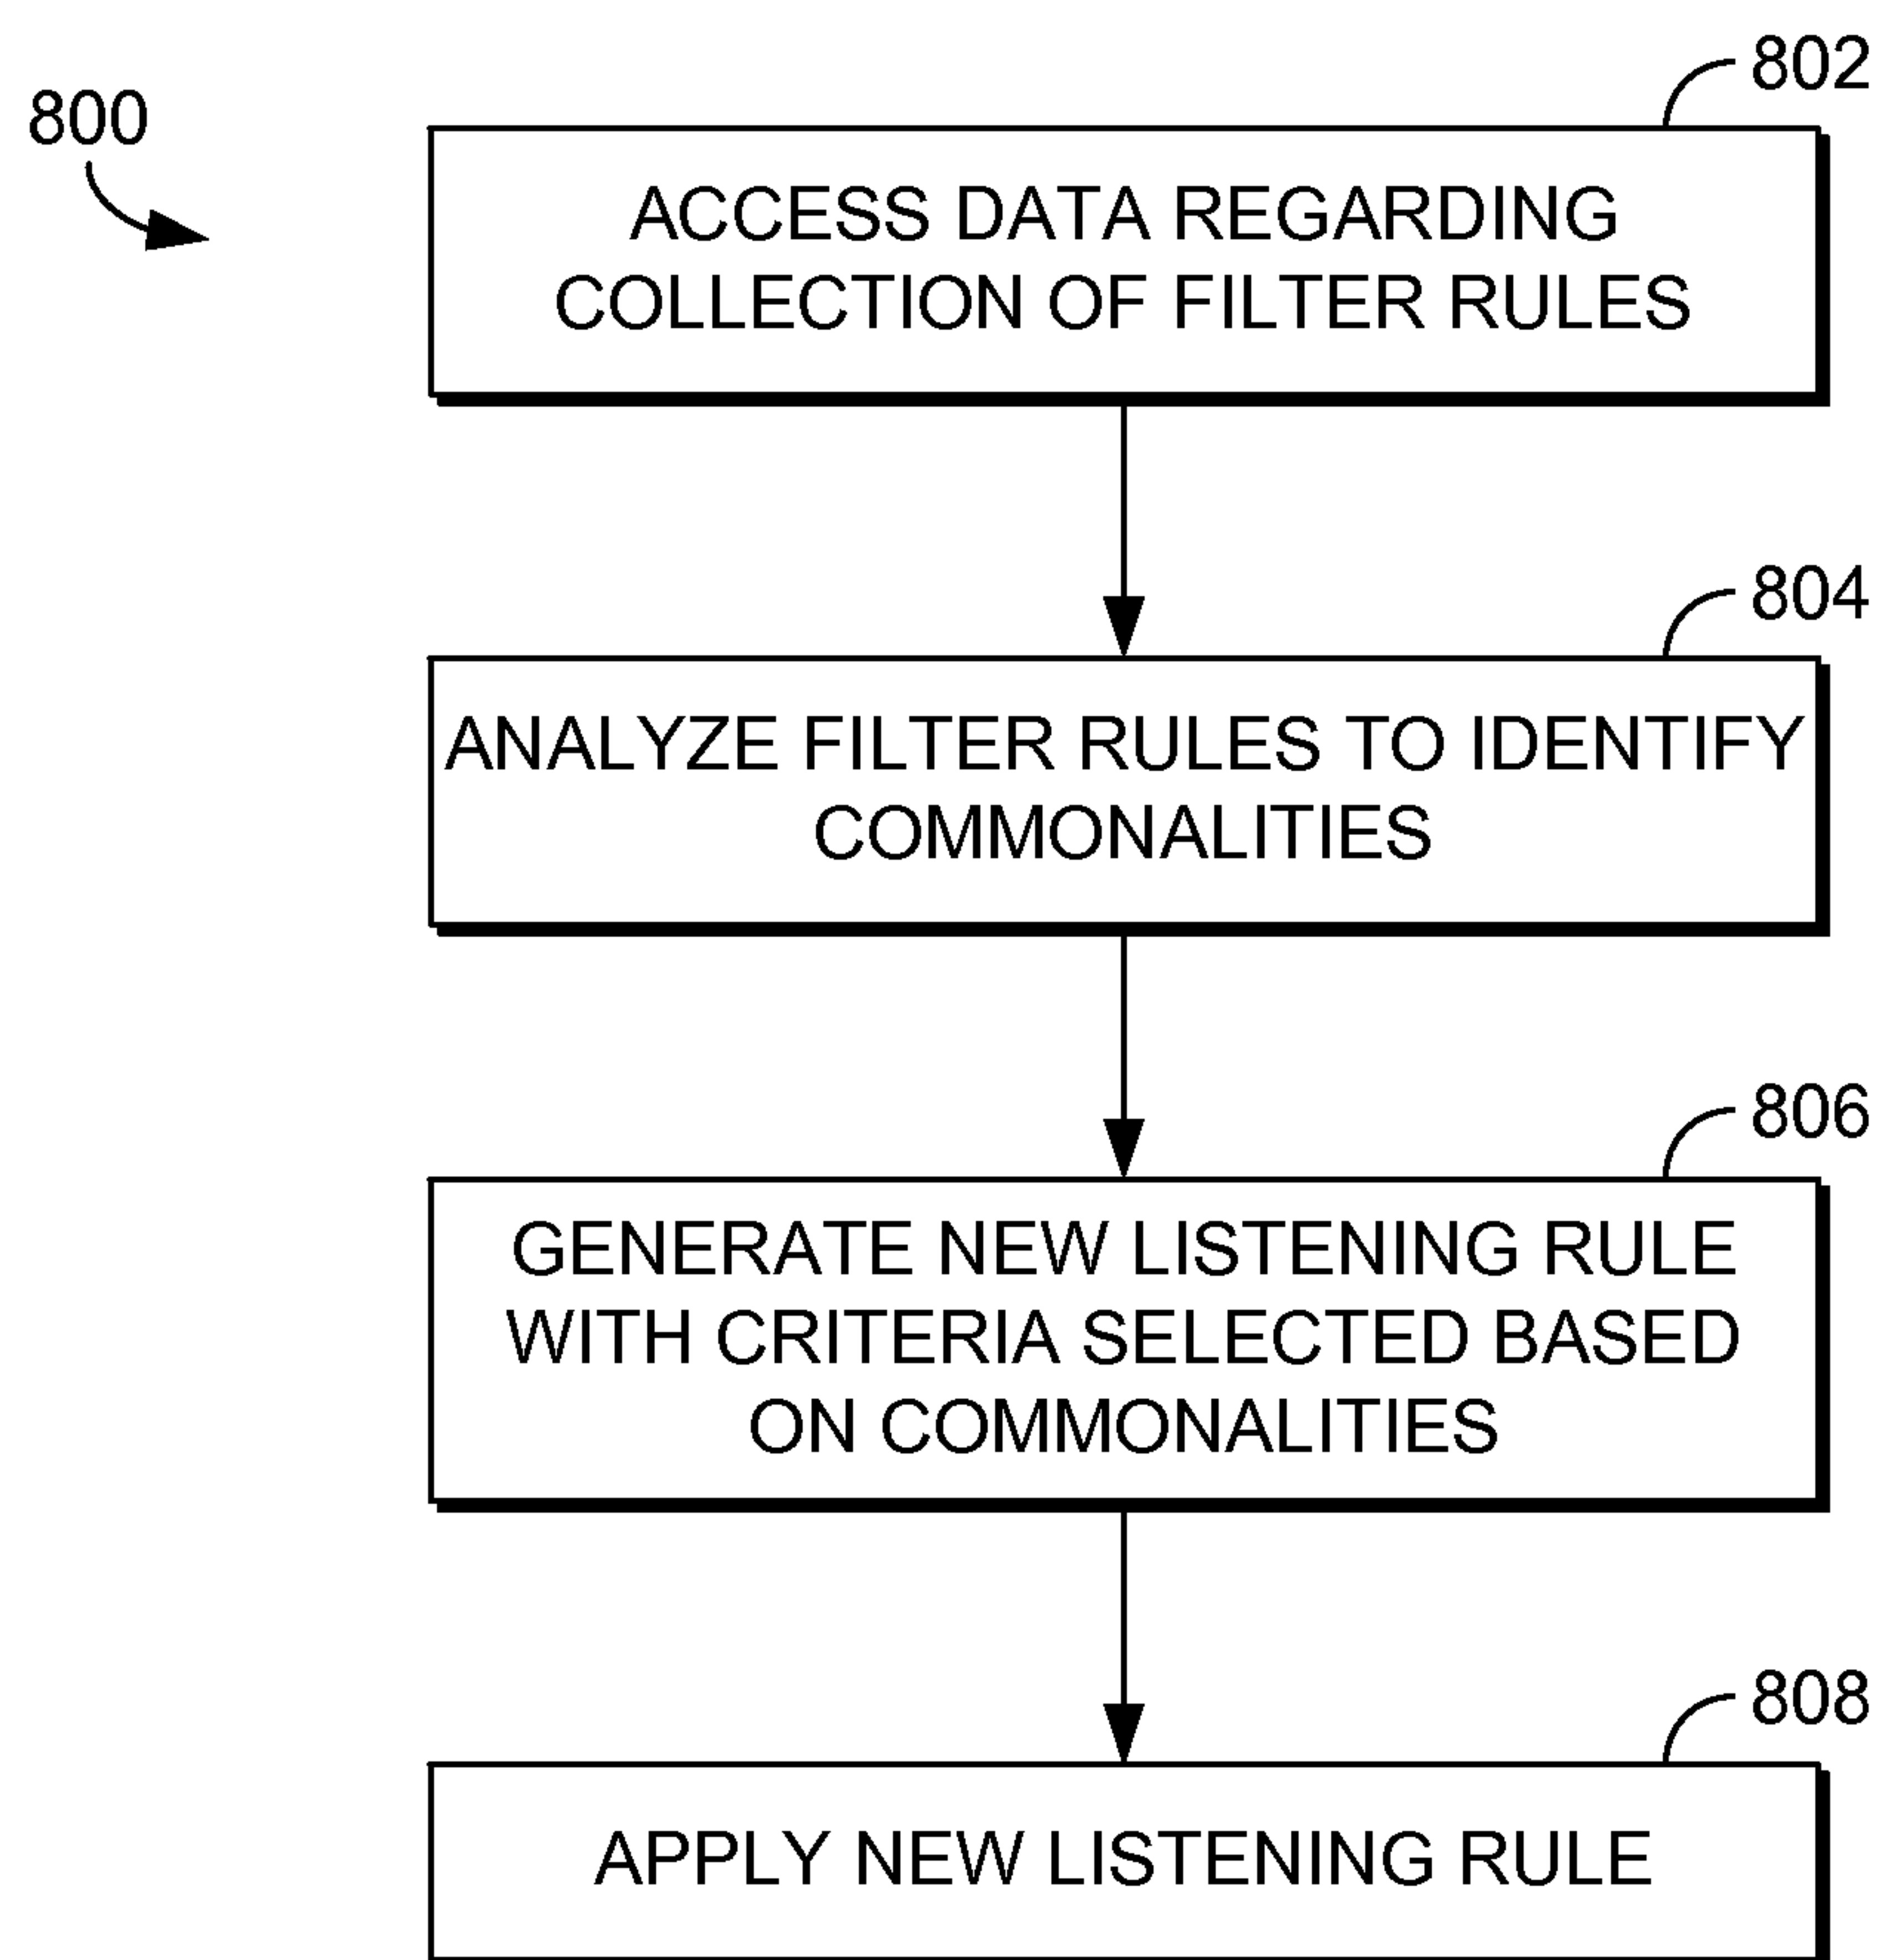 800
802
ACCESS DATA REGARDING
COLLECTION OF FILTER RULES
804
ANALYZE FILTER RULES TO IDENTIFY
COMMONALITIES
806
GENERATE NEW LISTENING RULE
WITH CRITERIA SELECTED BASED
ON COMMONALITIES
808
APPLY NEW LISTENING RULE